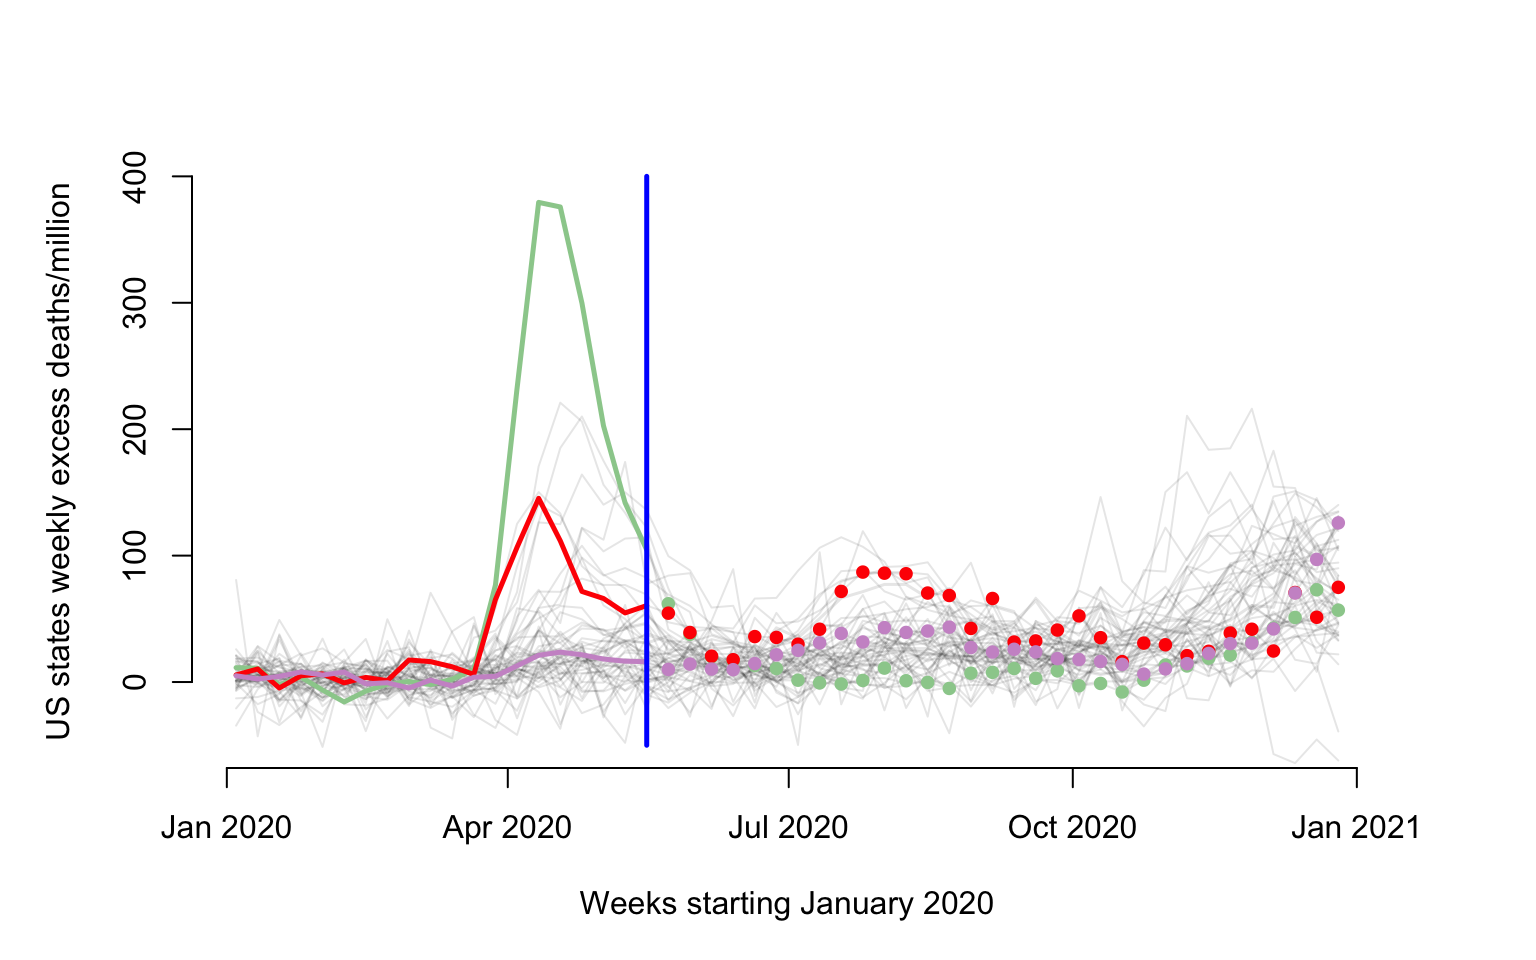 US states weekly excess deaths/million
400
300
200
100
0
Jan 2020
Apr 2020
Jul 2020
Oct 2020
Jan 2021
Weeks starting January 2020